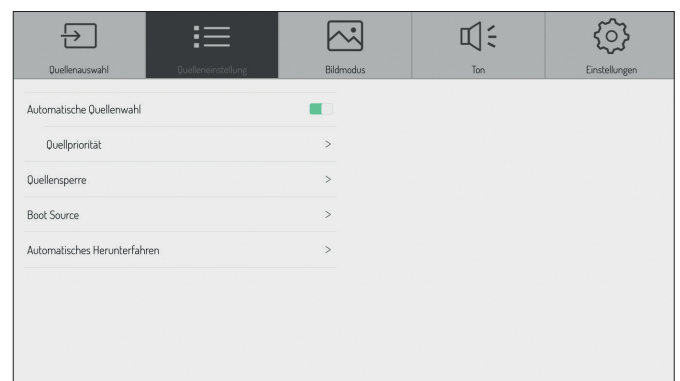 Quellenauswahl
Quelleneinstellung
Bildmodus
Ton
Einstellungen
Automatische Quellenwahl
Quellpriorität >
Quellensperre >
Boot Source >
Automatisches Herunterfahren >